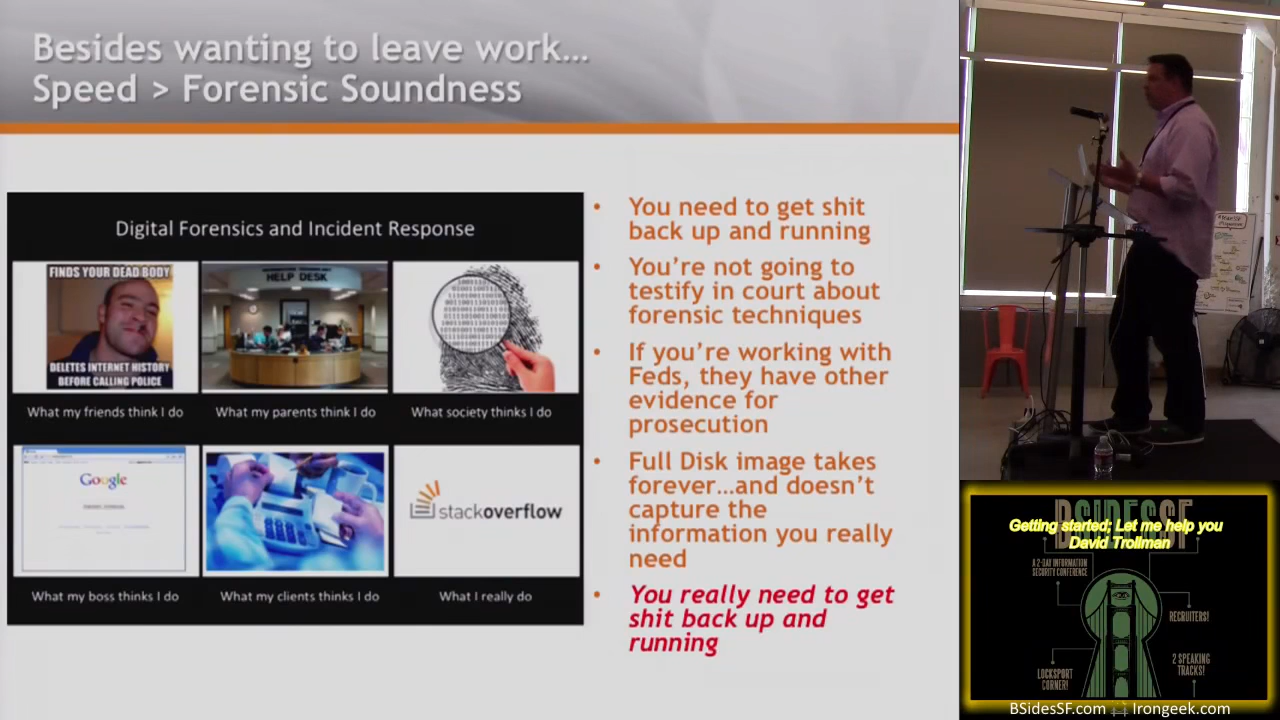 Besides wanting to leave work…
Speed > Forensic Soundness
Digital Forensics and Incident Response
FINDS YOUR DEAD BODY
DELETES INTERNET HISTORY
BEFORE CALLING POLICE
HELP DESK
What my friends think I do
What my parents think I do
What society thinks I do
Google
stackoverflow
What my boss thinks I do
What my clients think I do
What I really do
• You need to get shit
back up and running
• You're not going to
testify in court about
forensic techniques
• If you're working with
Feds, they have other
evidence for
prosecution
• Full Disk image takes
forever…and doesn't
capture the
information you really
need
• You really need to get
shit back up and
running
BSIDESSF
Getting started; Let me help you
David Trollman
A 2-DAY INFORMATION
SECURITY CONFERENCE
RECRUITERS!
LOCKSPORT
CORNER!
2 SPEAKING
TRACKS!
BSidesSF.com Irongeek.com